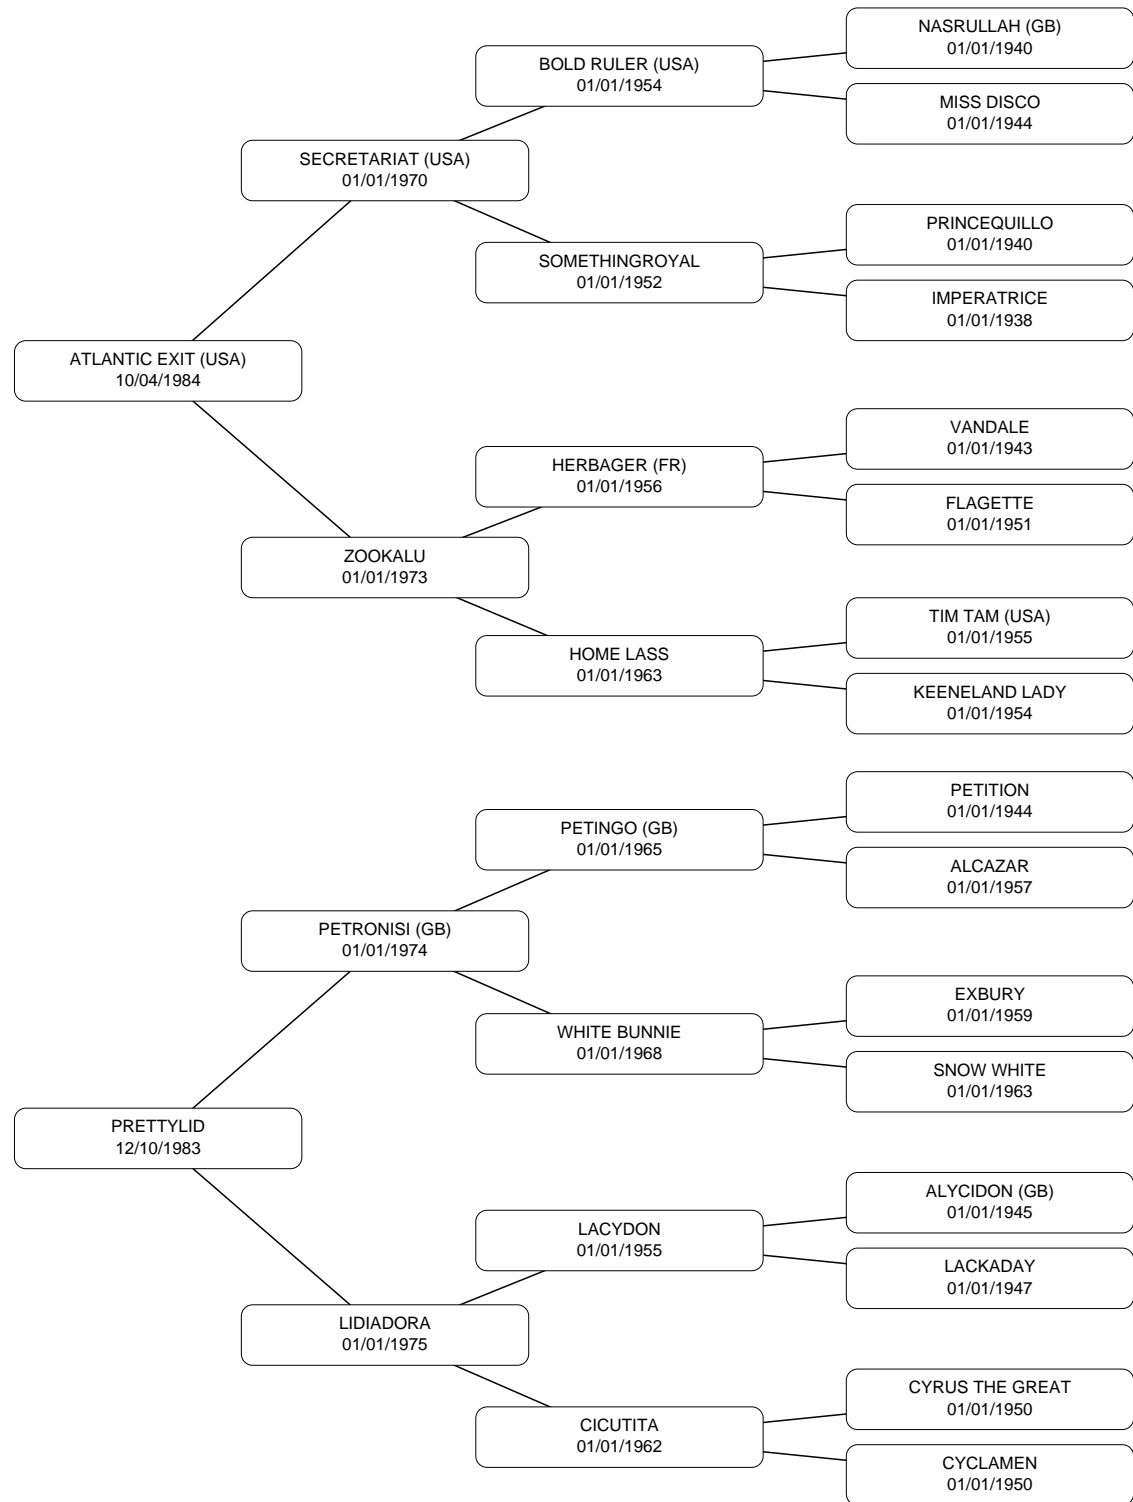 NASRULLAH (GB)
01/01/1940
BOLD RULER (USA)
01/01/1954
MISS DISCO
01/01/1944
SECRETARIAT (USA)
01/01/1970
PRINCEQUILLO
01/01/1940
SOMETHINGROYAL
01/01/1952
IMPERATRICE
01/01/1938
ATLANTIC EXIT (USA)
10/04/1984
VANDALE
01/01/1943
HERBAGER (FR)
01/01/1956
FLAGETTE
01/01/1951
ZOOKALU
01/01/1973
TIM TAM (USA)
01/01/1955
HOME LASS
01/01/1963
KEENELAND LADY
01/01/1954
PETITION
01/01/1944
PETINGO (GB)
01/01/1965
ALCAZAR
01/01/1957
PETRONISI (GB)
01/01/1974
EXBURY
01/01/1959
WHITE BUNNIE
01/01/1968
SNOW WHITE
01/01/1963
PRETTYLID
12/10/1983
ALYCIDON (GB)
01/01/1945
LACYDON
01/01/1955
LACKADAY
01/01/1947
LIDIADORA
01/01/1975
CYRUS THE GREAT
01/01/1950
CICUTITA
01/01/1962
CYCLAMEN
01/01/1950